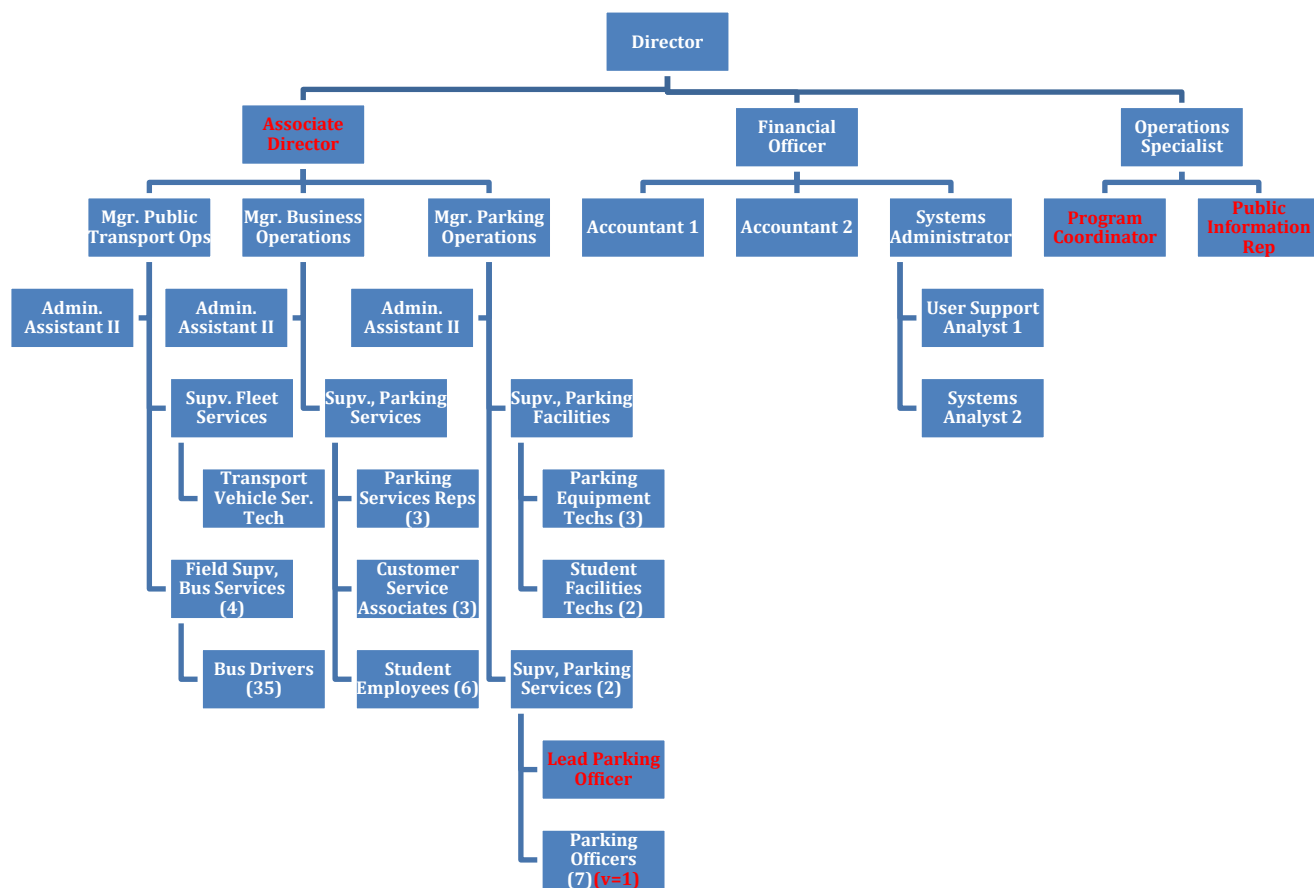 Director
Associate
Director
Financial
Officer
Operations
Specialist
Mgr. Public
Transport Ops
Mgr. Business
Operations
Mgr. Parking
Operations
Accountant 1
Accountant 2
Systems
Administrator
Program
Coordinator
Public
Information
Rep
Admin.
Assistant II
Admin.
Assistant II
Admin.
Assistant II
User Support
Analyst 1
Supv. Fleet
Services
Supv., Parking
Services
Supv., Parking
Facilities
Systems
Analyst 2
Transport
Vehicle Ser.
Tech
Parking
Services Reps
(3)
Parking
Equipment
Techs (3)
Field Supv,
Bus Services
(4)
Customer
Service
Associates (3)
Student
Facilities
Techs (2)
Bus Drivers
(35)
Student
Employees (6)
Supv, Parking
Services (2)
Lead Parking
Officer
Parking
Officers
(7)(v=1)